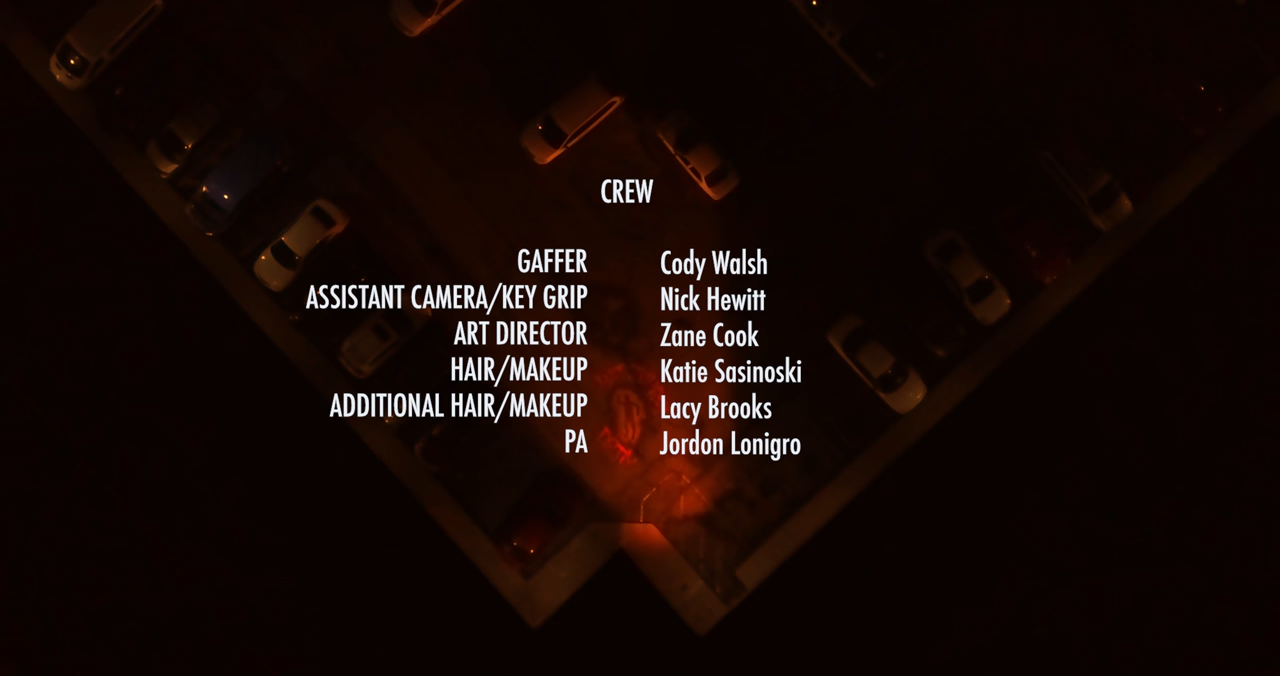 CREW
GAFFER Cody Walsh
ASSISTANT CAMERA/KEY GRIP Nick Hewitt
ART DIRECTOR Zane Cook
HAIR/MAKEUP Katie Sasinoski
ADDITIONAL HAIR/MAKEUP Lacy Brooks
PA Jordon Lonigro